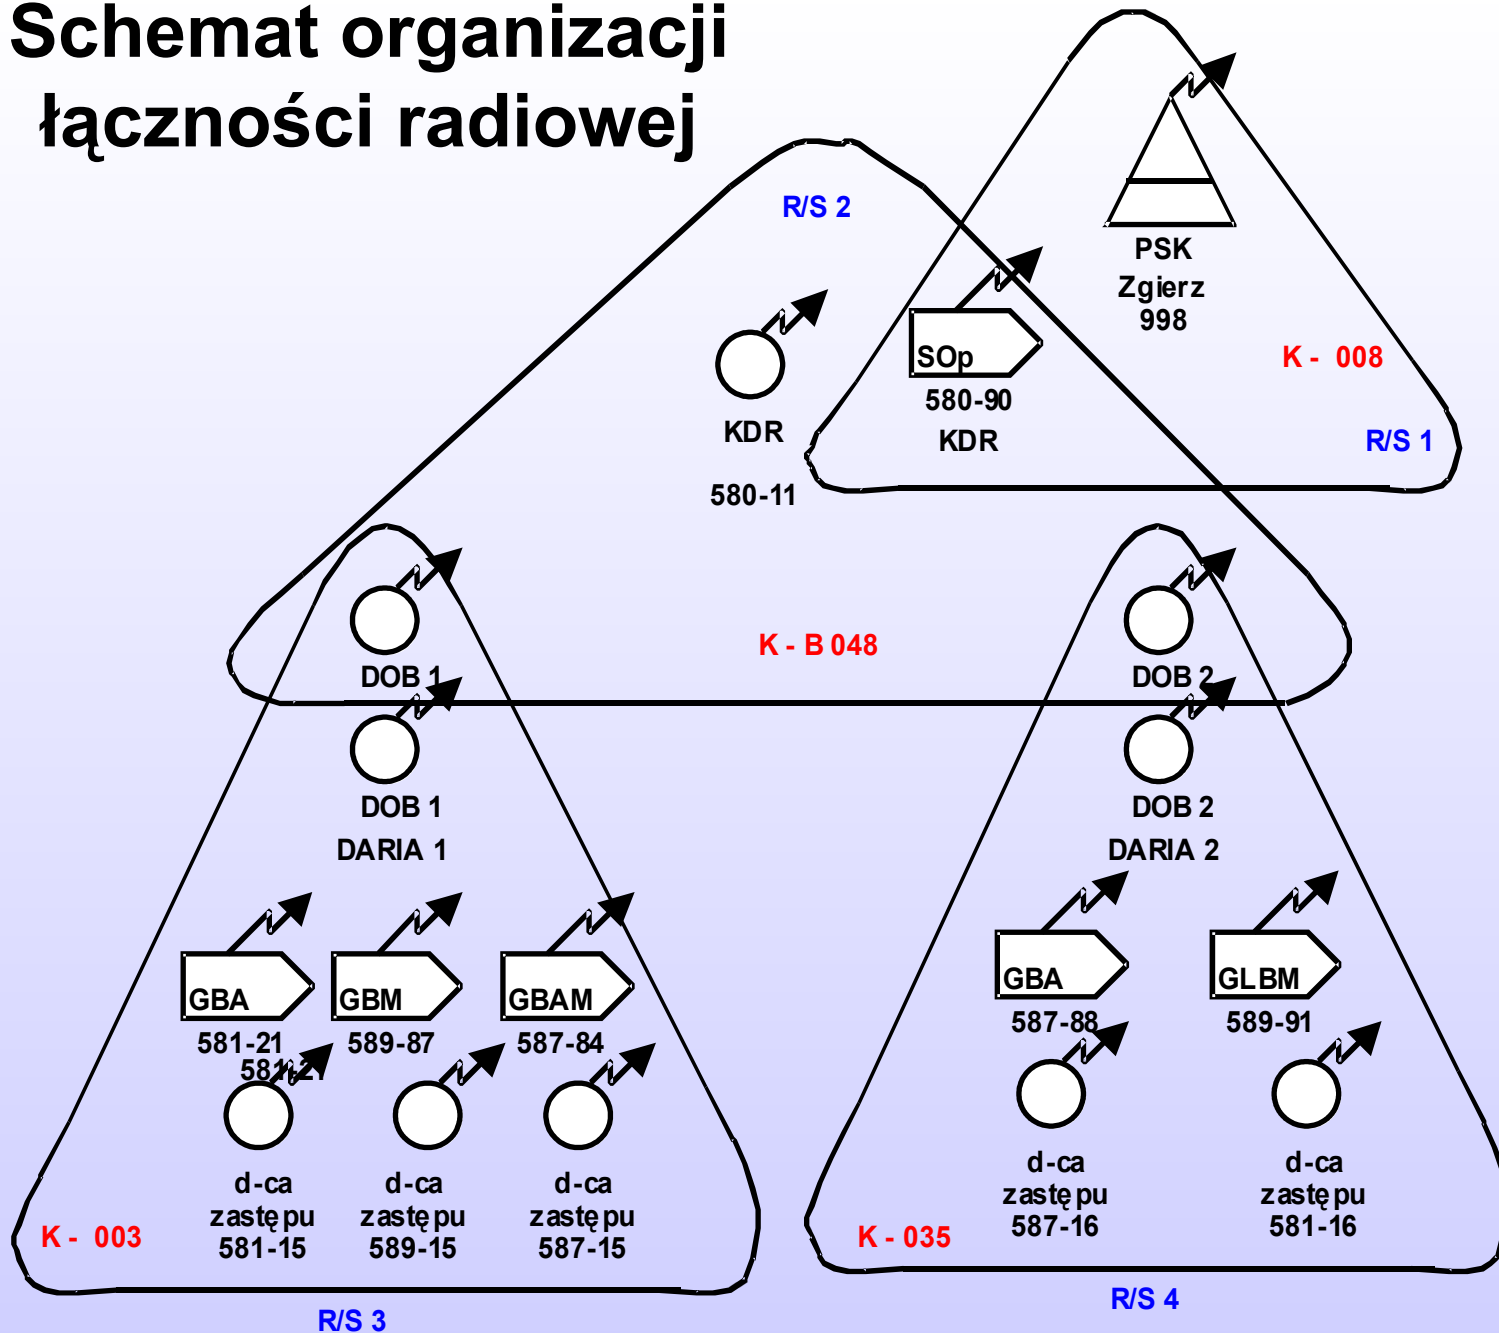 Schemat organizacji
łączności radiowej
R/S 2
PSK
Zgierz
998
SOp
580-90
KDR
K - 008
R/S 1
KDR
580-11
DOB 1
K - B 048
DOB 2
DOB 1
DARIA 1
DOB 2
DARIA 2
GBA
581-21
581-21
GBM
589-87
GBAM
587-84
GBA
587-88
GLBM
589-91
d-ca
zastępu
581-15
d-ca
zastępu
589-15
d-ca
zastępu
587-15
d-ca
zastępu
587-16
d-ca
zastępu
581-16
K - 003
K - 035
R/S 3
R/S 4